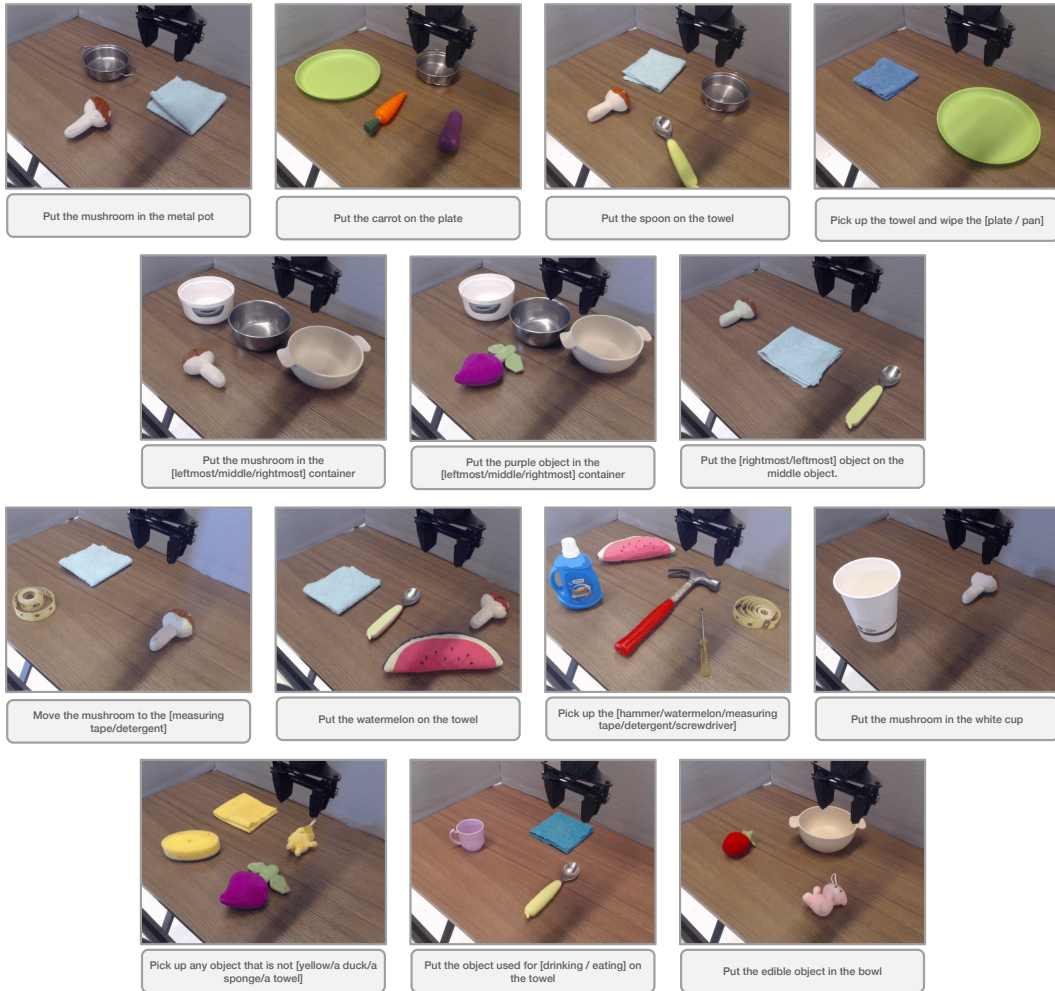 Put the mushroom in the metal pot
Put the carrot on the plate
Put the spoon on the towel
Pick up the towel and wipe the [plate / pan]
Put the mushroom in the
[leftmost/middle/rightmost] container
Put the purple object in the
[leftmost/middle/rightmost] container
Put the [rightmost/leftmost] object on the
middle object.
Move the mushroom to the [measuring
tape/detergent]
Put the watermelon on the towel
Pick up the [hammer/watermelon/measuring
tape/detergent/screwdriver]
Put the mushroom in the white cup
Pick up any object that is not [yellow/a duck/a
sponge/a towel]
Put the object used for [drinking / eating] on
the towel
Put the edible object in the bowl